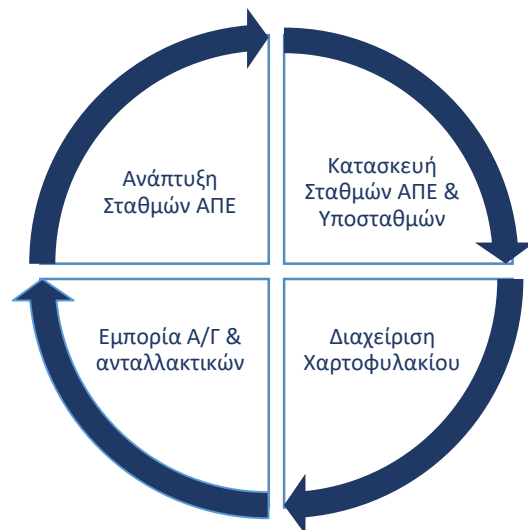 Ανάπτυξη
Σταθμών ΑΠΕ
Κατασκευή
Σταθμών ΑΠΕ &
Υποσταθμών
Εμπορία Α/Γ &
ανταλλακτικών
Διαχείριση
Χαρτοφυλακίου